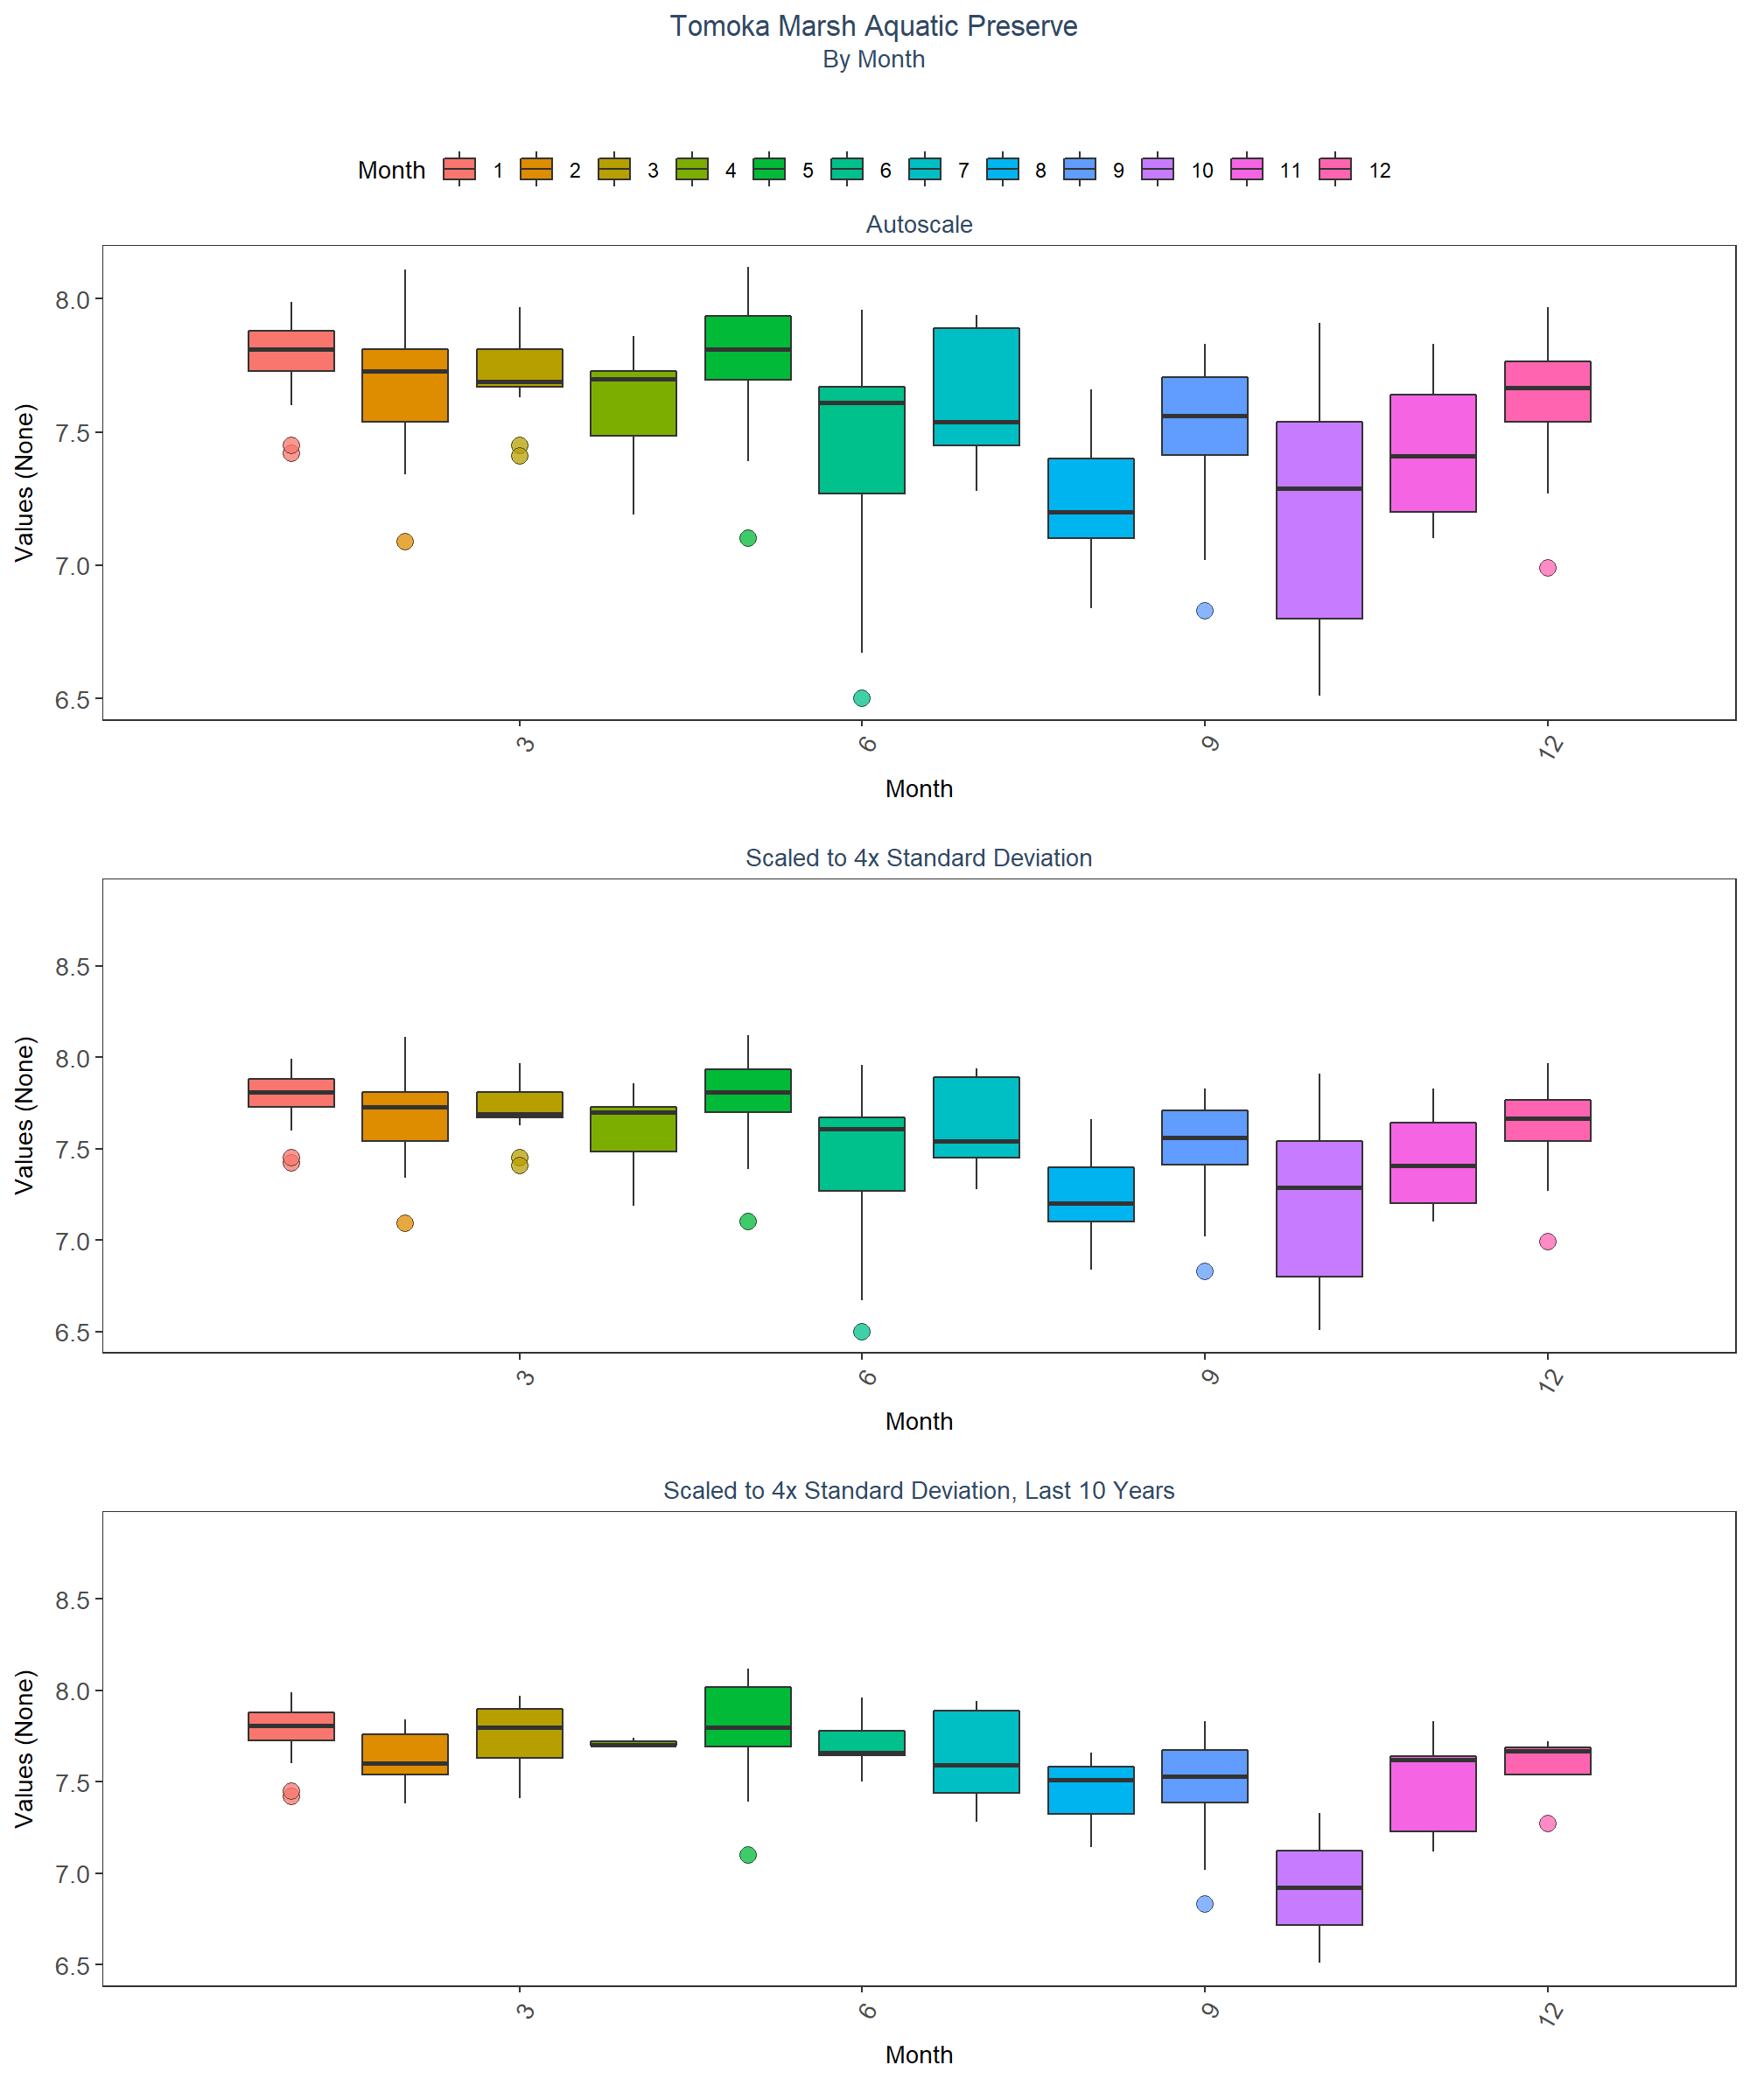 Tomoka Marsh Aquatic Preserve
By Month
Month 1 2 3 4 5 6 7 8 9 10 11 12
Autoscale
Values (None)
8.0
7.5
7.0
6.5
3 6 9 12
Month
Scaled to 4x Standard Deviation
Values (None)
8.5
8.0
7.5
7.0
6.5
3 6 9 12
Month
Scaled to 4x Standard Deviation, Last 10 Years
Values (None)
8.5
8.0
7.5
7.0
6.5
3 6 9 12
Month